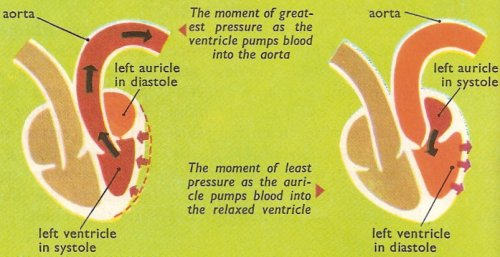 aorta
The moment of great-
est pressure as the
ventricle pumps blood
into the aorta
left auricle
in diastole
left ventricle
in systole
aorta
left auricle
in systole
The moment of least
pressure as the auri-
cle pumps blood into
the relaxed ventricle
left ventricle
in diastole